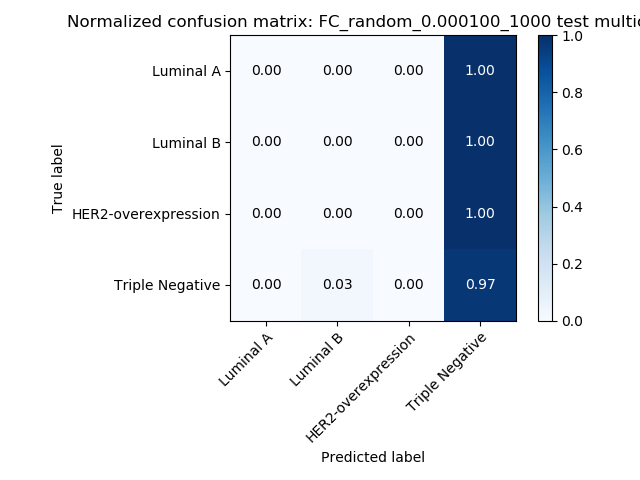 Normalized confusion matrix: FC_random_0.000100_1000 test
True label
Luminal A 0.00 0.00 0.00 1.00
Luminal B 0.00 0.00 0.00 1.00
HER2-overexpression 0.00 0.00 0.00 1.00
Triple Negative 0.00 0.03 0.00 0.97
Luminal A
Luminal B
HER2-overexpression
Triple Negative
Predicted label
1.0
0.8
0.6
0.4
0.2
0.0